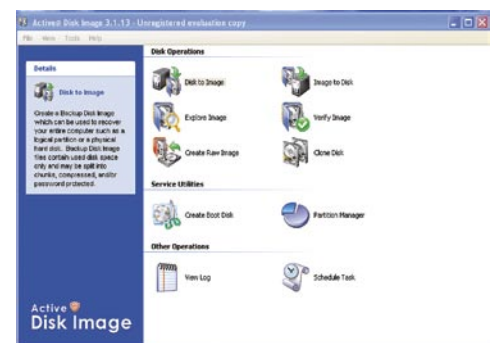 Active@ Disk Image 3.1.13 - Unregistered evaluation copy
File View Tools Help
Details
Disk to Image
Create a Backup Disk Image
which can be used to recover
your entire computer such as a
logical partition or a physical
hard disk. Backup Disk Image
files contain used disk space
only and may be split into
chunks, compressed, and/or
password protected.
Disk Operations
Disk to Image
Image to Disk
Explore Image
Verify Image
Create Raw Image
Clone Disk
Service Utilities
Create Boot Disk
Partition Manager
Other Operations
View Log
Schedule Task
Active
Disk Image